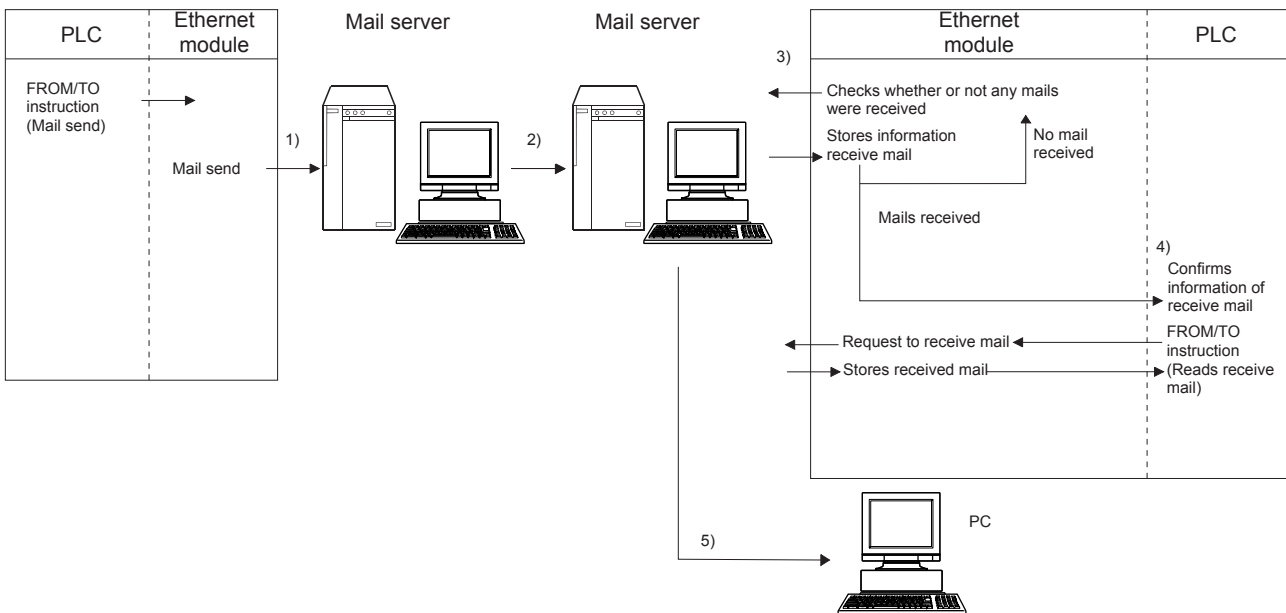 PLC
Ethernet
module
Mail server
Mail server
Ethernet
module
PLC
FROM/TO
instruction
(Mail send)
Mail send
1)
2)
3)
Checks whether or not any mails
were received
Stores information
receive mail
No mail
received
Mails received
4)
Confirms
information of
receive mail
Request to receive mail
FROM/TO
instruction
(Reads receive
mail)
Stores received mail
5)
PC